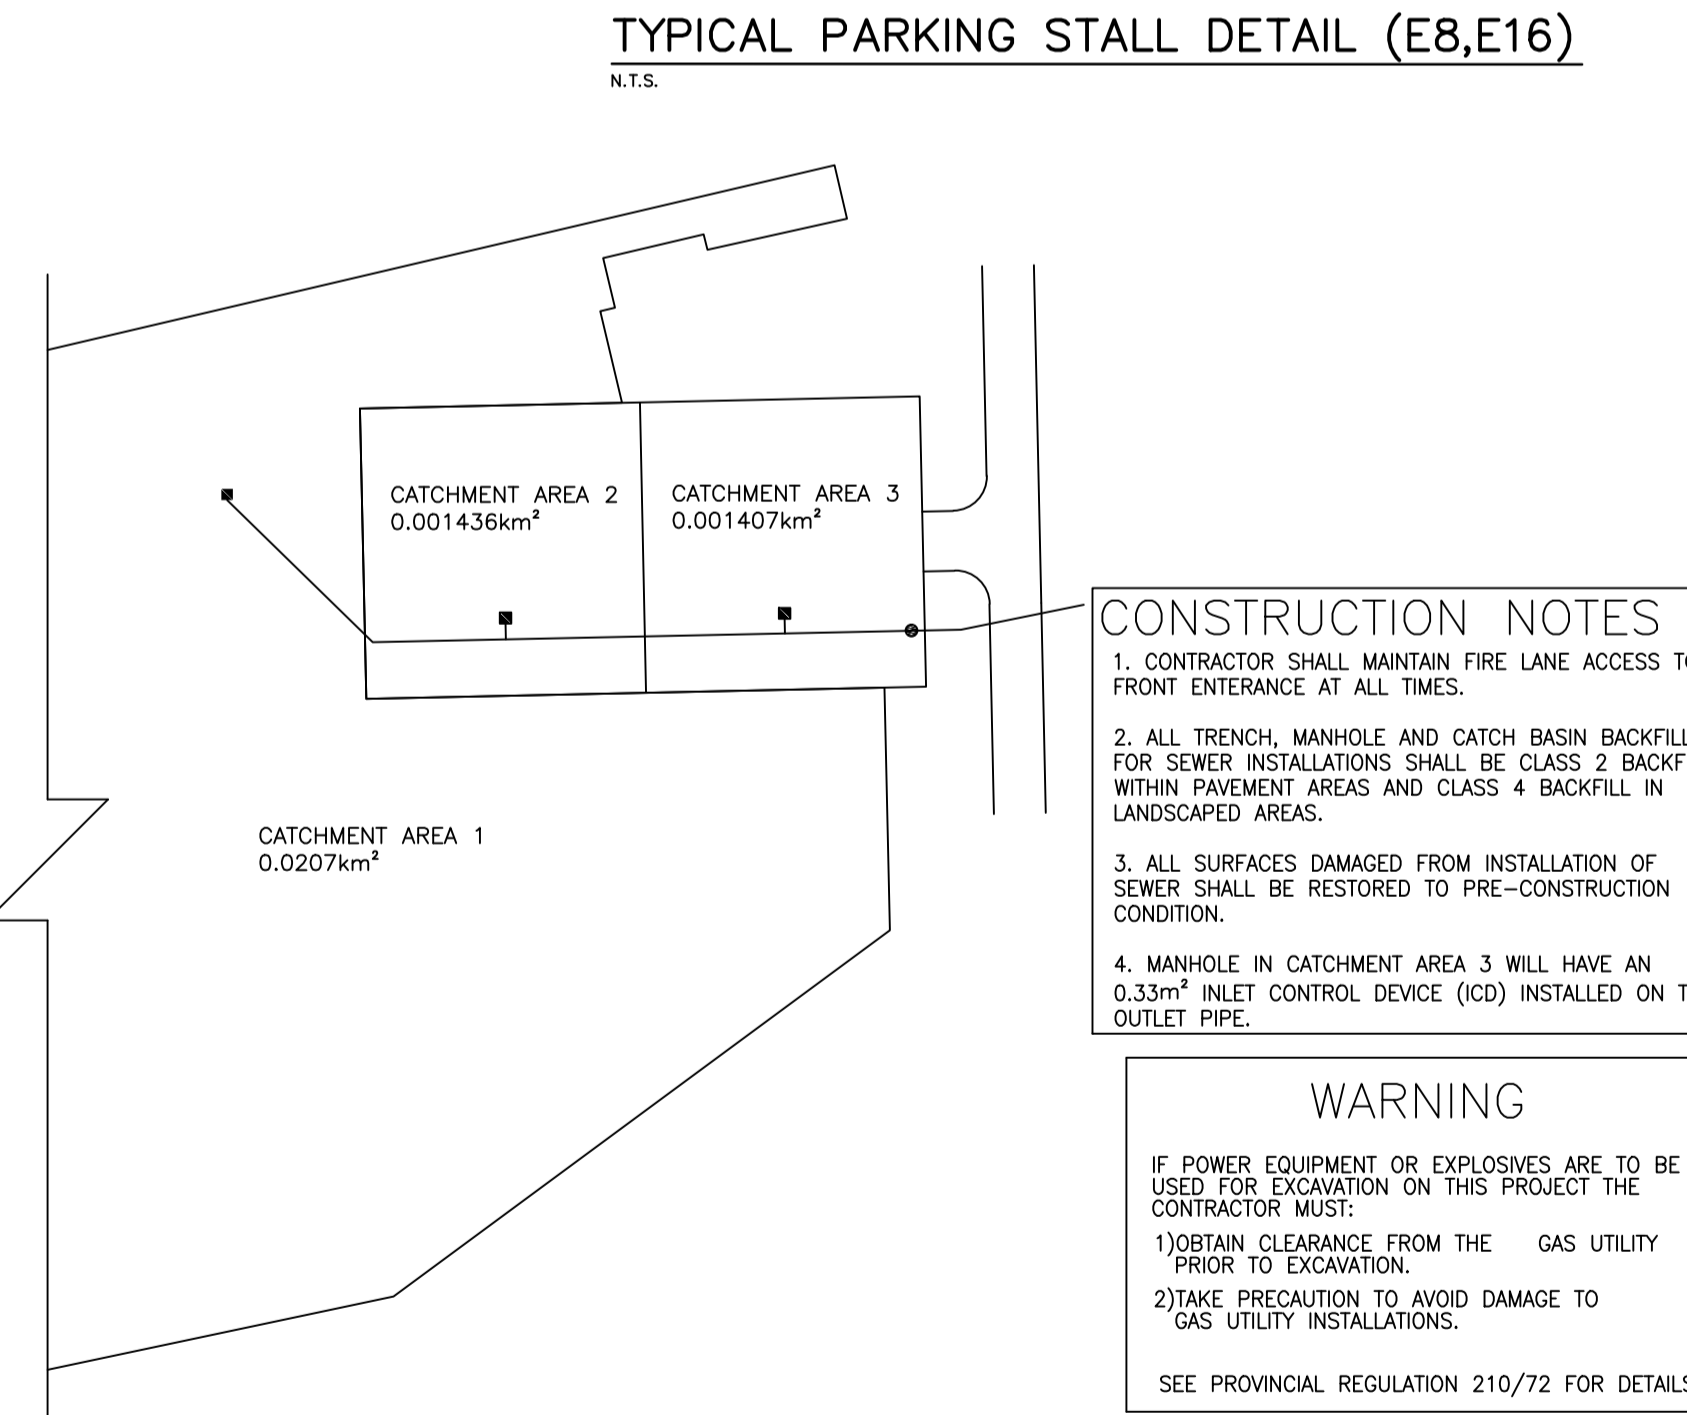 TYPICAL PARKING STALL DETAIL (E8,E16)
N.T.S.
CATCHMENT AREA 2
0.001436km²
CATCHMENT AREA 3
0.001407km²
CATCHMENT AREA 1
0.0207km²
CONSTRUCTION NOTES
1. CONTRACTOR SHALL MAINTAIN FIRE LANE ACCESS
FRONT ENTERANCE AT ALL TIMES.
2. ALL TRENCH, MANHOLE AND CATCH BASIN BACKFILL
FOR SEWER INSTALLATIONS SHALL BE CLASS 2
WITHIN PAVEMENT AREAS AND CLASS 4 BACKFILL IN
LANDSCAPED AREAS.
3. ALL SURFACES DAMAGED FROM INSTALLATION OF
SEWER SHALL BE RESTORED TO PRE-CONSTRUCTION
CONDITION.
4. MANHOLE IN CATCHMENT AREA 3 WILL HAVE AN
0.33m² INLET CONTROL DEVICE (ICD) INSTALLED ON
OUTLET PIPE.
WARNING
IF POWER EQUIPMENT OR EXPLOSIVES ARE TO BE
USED FOR EXCAVATION ON THIS PROJECT THE
CONTRACTOR MUST:
1)OBTAIN CLEARANCE FROM THE GAS UTILITY
PRIOR TO EXCAVATION.
2)TAKE PRECAUTION TO AVOID DAMAGE TO
GAS UTILITY INSTALLATIONS.
SEE PROVINCIAL REGULATION 210/72 FOR DETAILS